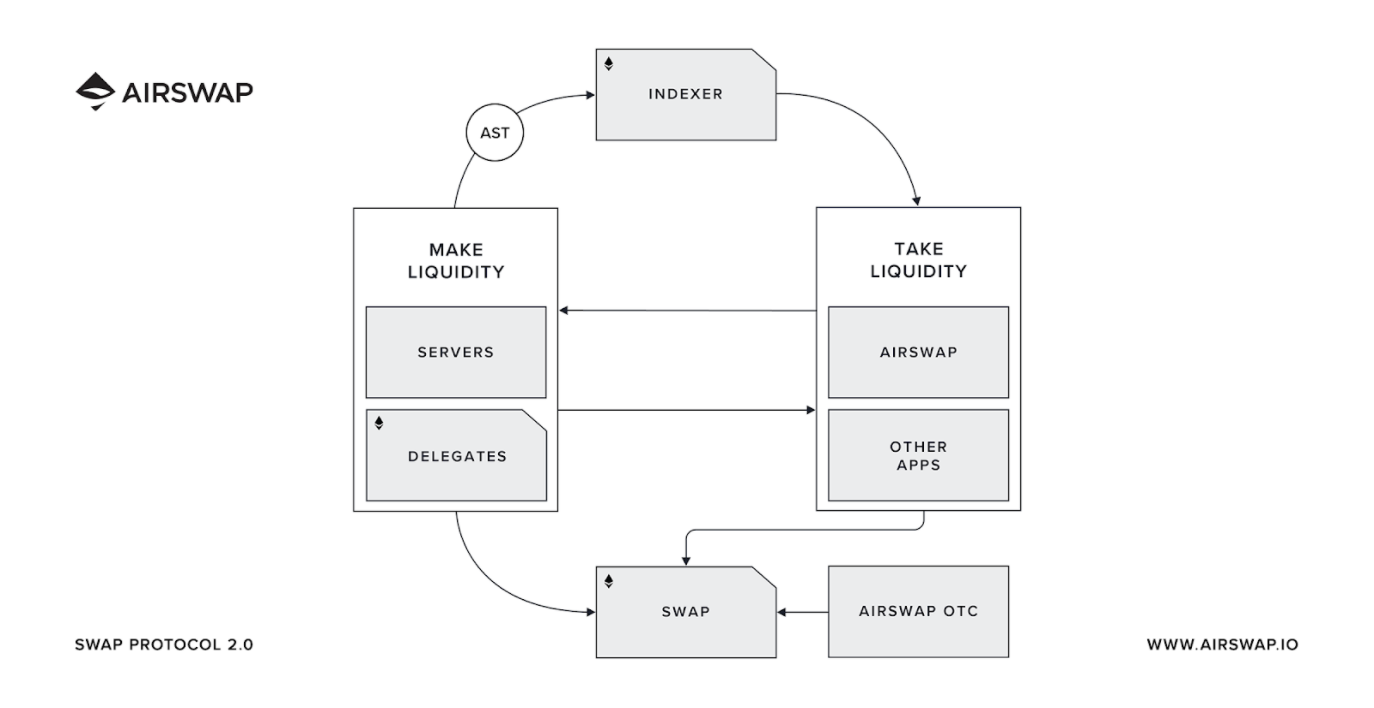 INDEXER
AIRSWAP
AST
MAKE
LIQUIDITY
TAKE
LIQUIDITY
SERVERS
AIRSWAP
DELEGATES
OTHER
APPS
SWAP
AIRSWAP OTC
SWAP PROTOCOL 2.0
WWW.AIRSWAP.IO